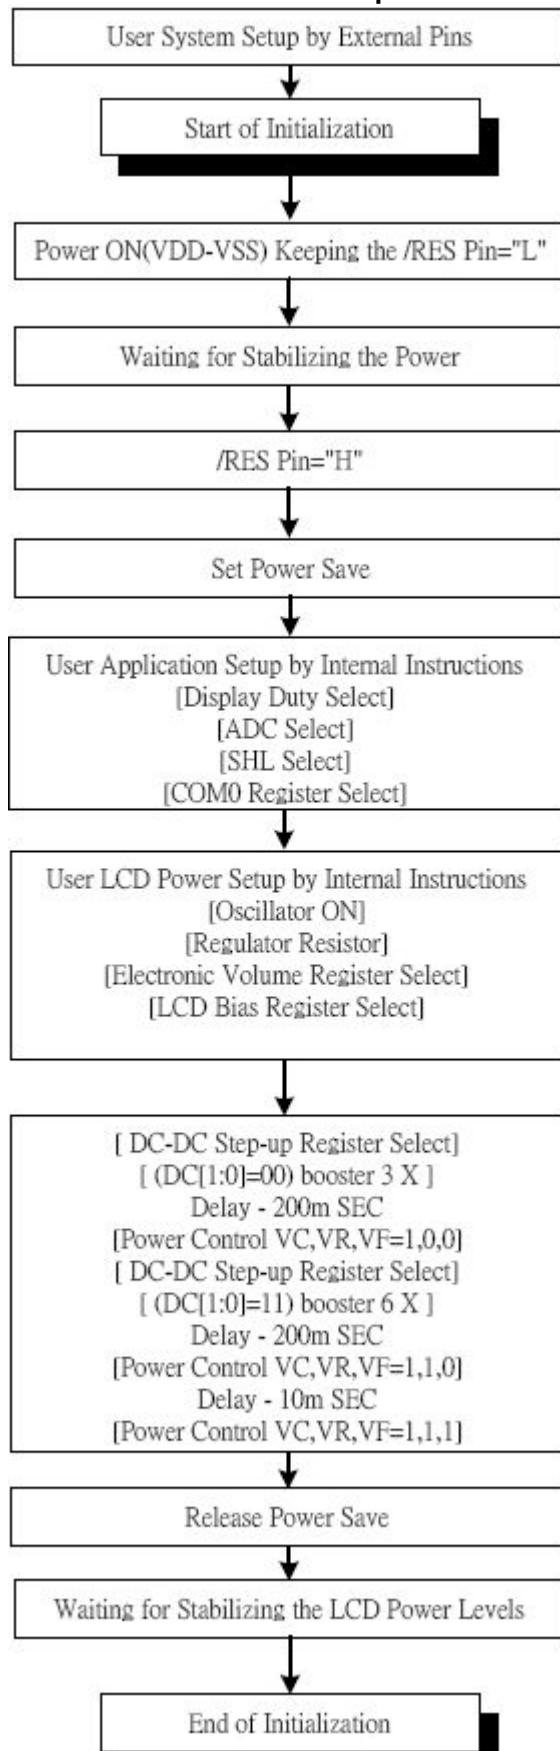 User System Setup by External Pins
Start of Initialization
Power ON(VDD-VSS) Keeping the /RES Pin="L"
Waiting for Stabilizing the Power
/RES Pin="H"
Set Power Save
User Application Setup by Internal Instructions
[Display Duty Select]
[ADC Select]
[SHL Select]
[COM0 Register Select]
User LCD Power Setup by Internal Instructions
[Oscillator ON]
[Regulator Resistor]
[Electronic Volume Register Select]
[LCD Bias Register Select]
[ DC-DC Step-up Register Select]
[ (DC[1:0]=00) booster 3 X ]
Delay - 200m SEC
[Power Control VC,VR,VF=1,0,0]
[ DC-DC Step-up Register Select]
[ (DC[1:0]=11) booster 6 X ]
Delay - 200m SEC
[Power Control VC,VR,VF=1,1,0]
Delay - 10m SEC
[Power Control VC,VR,VF=1,1,1]
Release Power Save
Waiting for Stabilizing the LCD Power Levels
End of Initialization